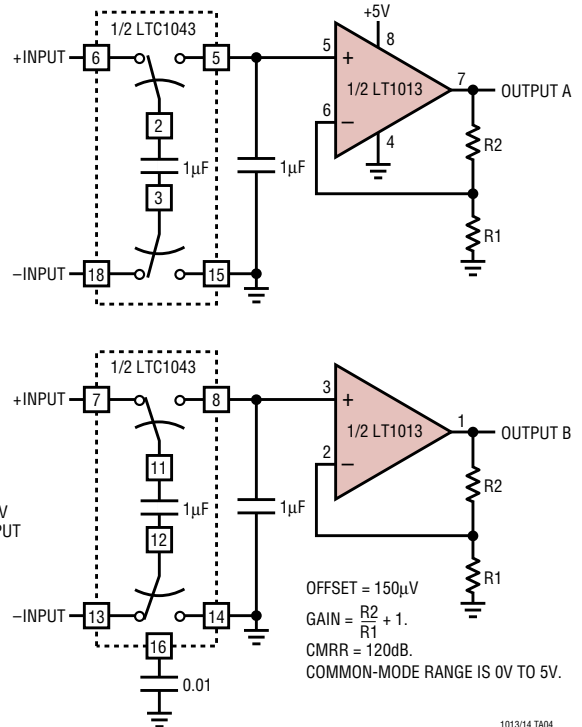 +5V
1/2 LTC1043
+INPUT 6 5 5 + 8
1/2 LT1013 7 OUTPUT A
2 6 – 4
1µF 1µF R2
3
R1
–INPUT 18 15
1/2 LTC1043
+INPUT 7 8 3 +
1/2 LT1013 1 OUTPUT B
11 2 –
1µF 1µF R2
V
PUT
12
R1
–INPUT 13 14
16
0.01
OFFSET = 150µV
GAIN = R2/R1 + 1.
CMRR = 120dB.
COMMON-MODE RANGE IS 0V TO 5V.
1013/14 TA04